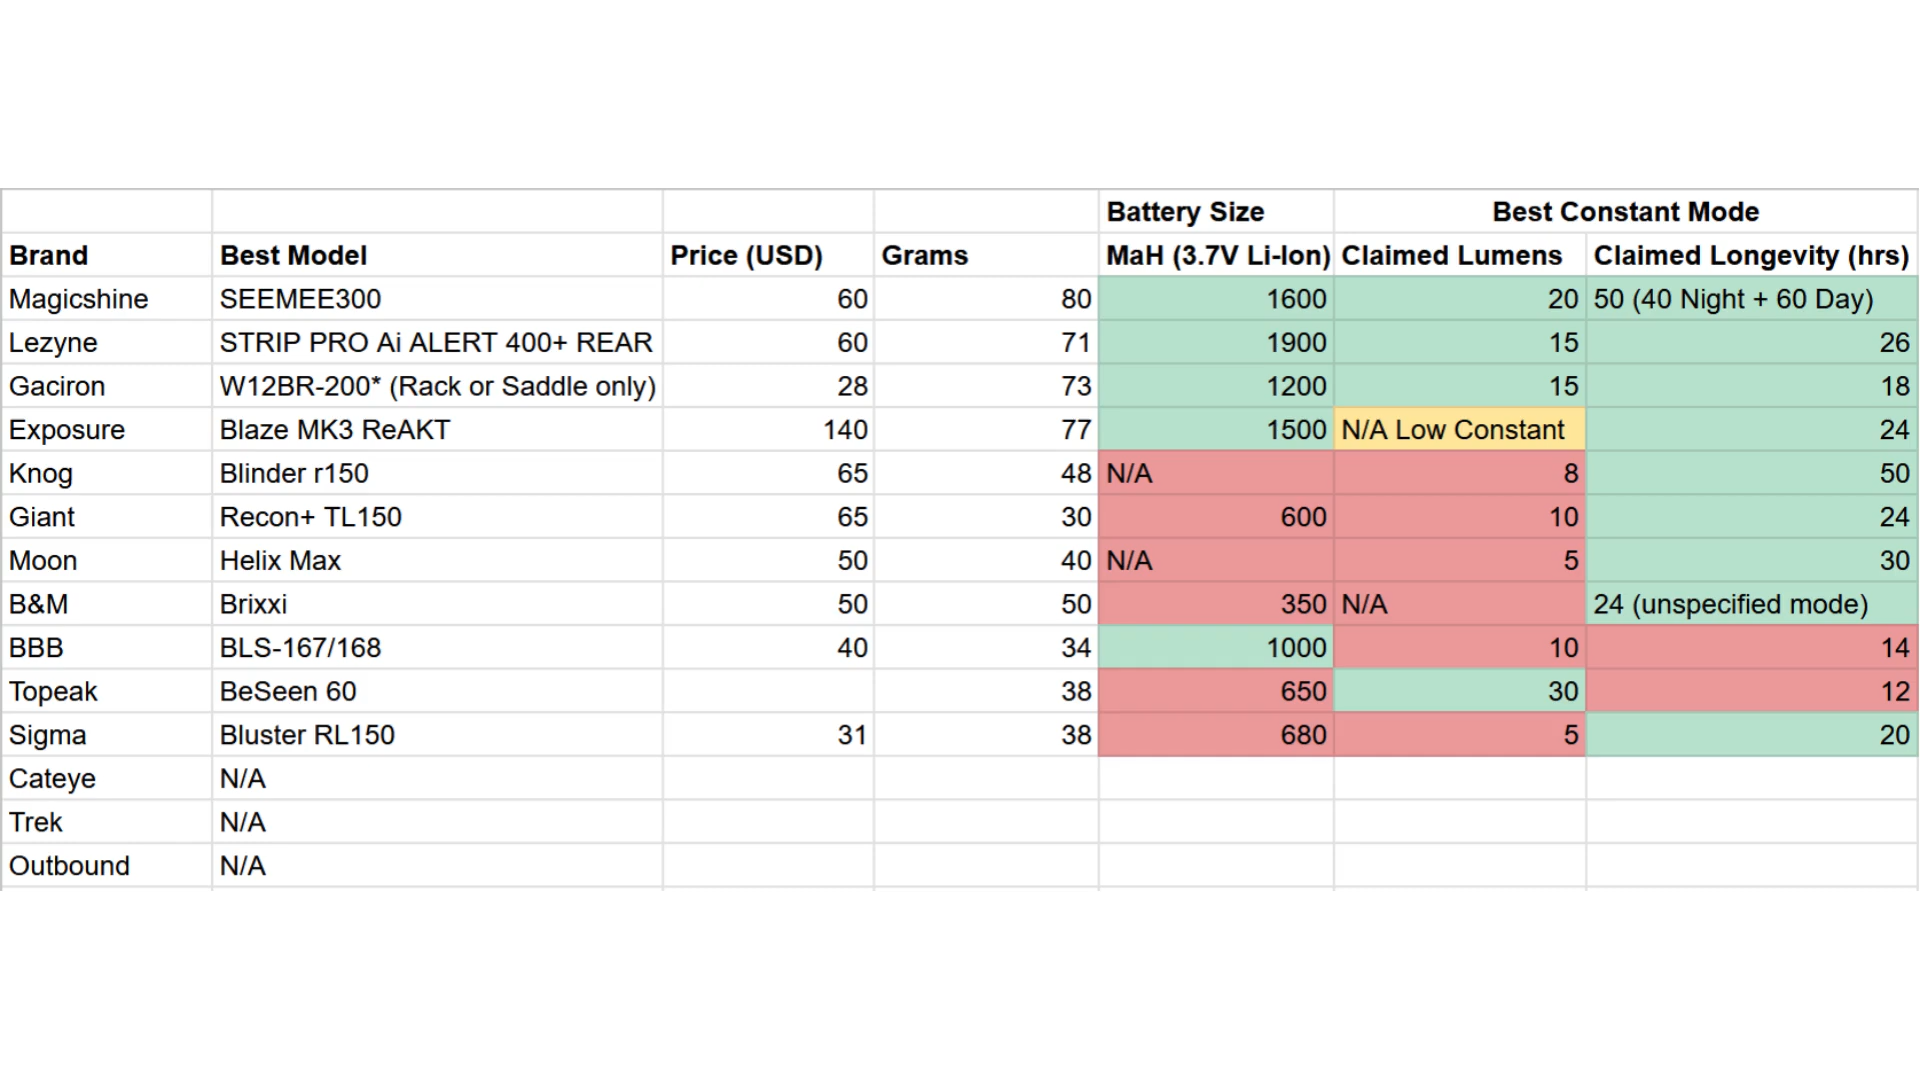 Battery Size Best Constant Mode
Brand Best Model Price (USD) Grams MaH (3.7V Li-Ion) Claimed Lumens Claimed Longevity (hrs)
Magicshine SEEMEE300 60 80 1600 20 50 (40 Night + 60 Day)
Lezyne STRIP PRO Ai ALERT 400+ REAR 60 71 1900 15 26
Gaciron W12BR-200* (Rack or Saddle only) 28 73 1200 15 18
Exposure Blaze MK3 ReAKT 140 77 1500 N/A Low Constant 24
Knog Blinder r150 65 48 N/A 8 50
Giant Recon+ TL150 65 30 600 10 24
Moon Helix Max 50 40 N/A 5 30
B&M Brixxi 50 50 350 N/A 24 (unspecified mode)
BBB BLS-167/168 40 34 1000 10 14
Topeak BeSeen 60 38 650 30 12
Sigma Bluster RL150 31 38 680 5 20
Cateye N/A
Trek N/A
Outbound N/A